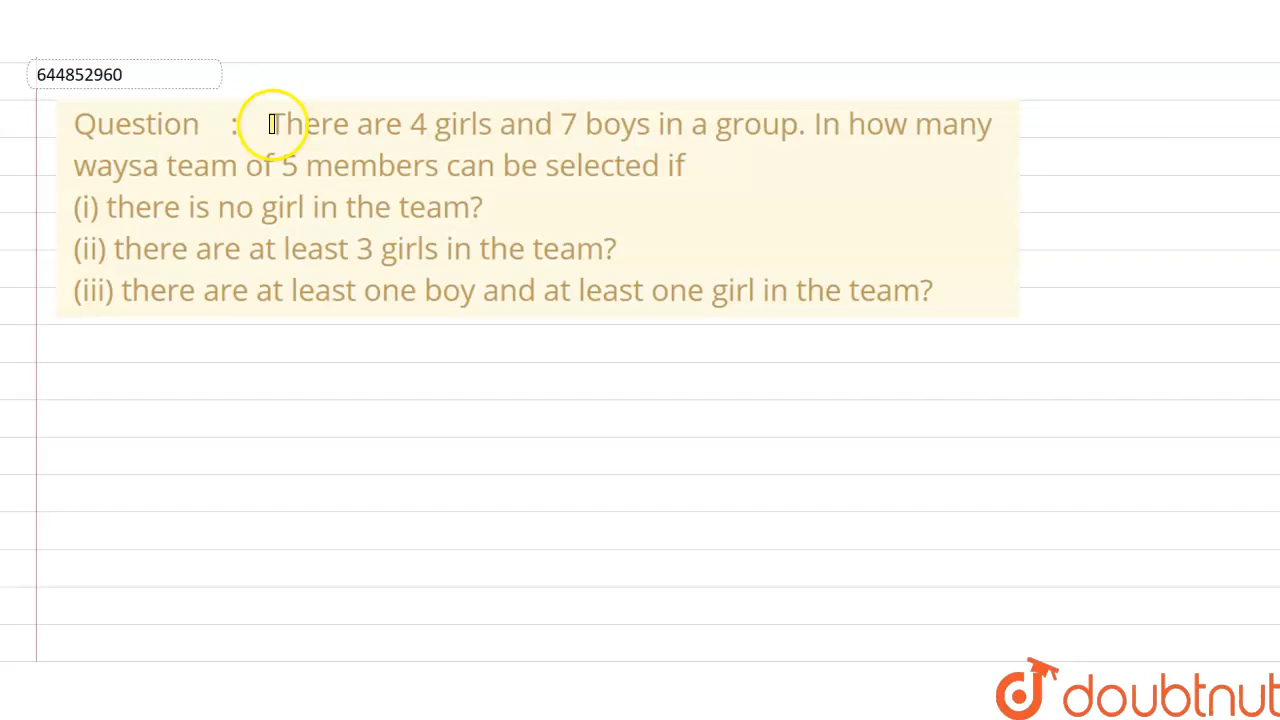 644852960
Question : There are 4 girls and 7 boys in a group. In how many
waysa team of 5 members can be selected if
(i) there is no girl in the team?
(ii) there are at least 3 girls in the team?
(iii) there are at least one boy and at least one girl in the team?
doubtnut